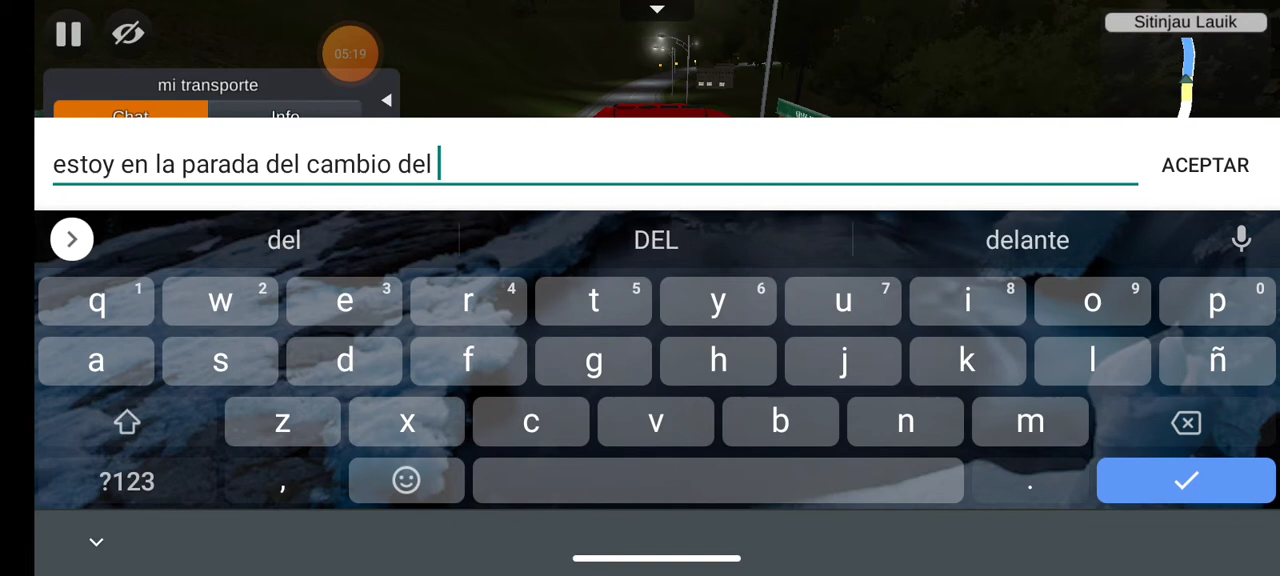 05:19
Sitinjau Lauik
mi transporte
Chat Info
estoy en la parada del cambio del
ACEPTAR
del DEL delante
q 1 w 2 e 3 r 4 t 5 y 6 u 7 i 8 o 9 p 0
a s d f g h j k l ñ
z x c v b n m
?123 , .